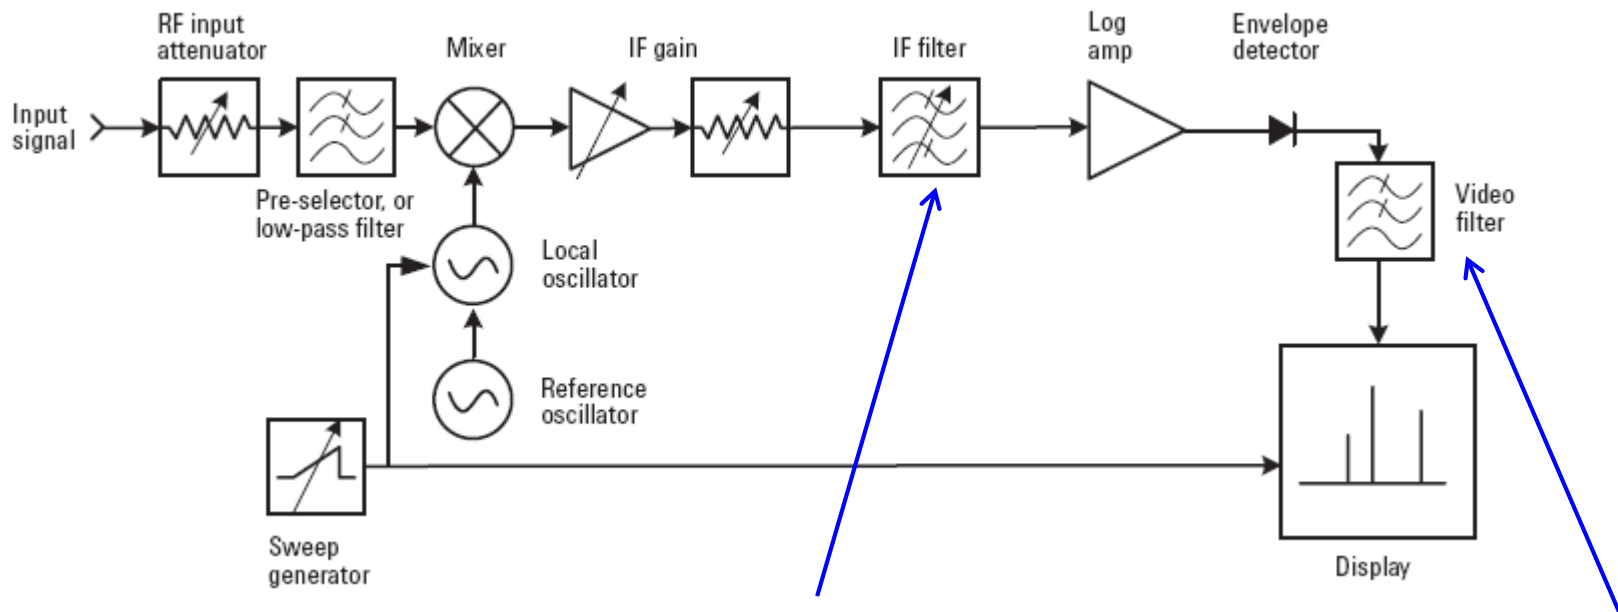 RF input
attenuator
Mixer
IF gain
IF filter
Log
amp
Envelope
detector
Input
signal
Pre-selector, or
low-pass filter
Video
filter
Local
oscillator
Reference
oscillator
Sweep
generator
Display